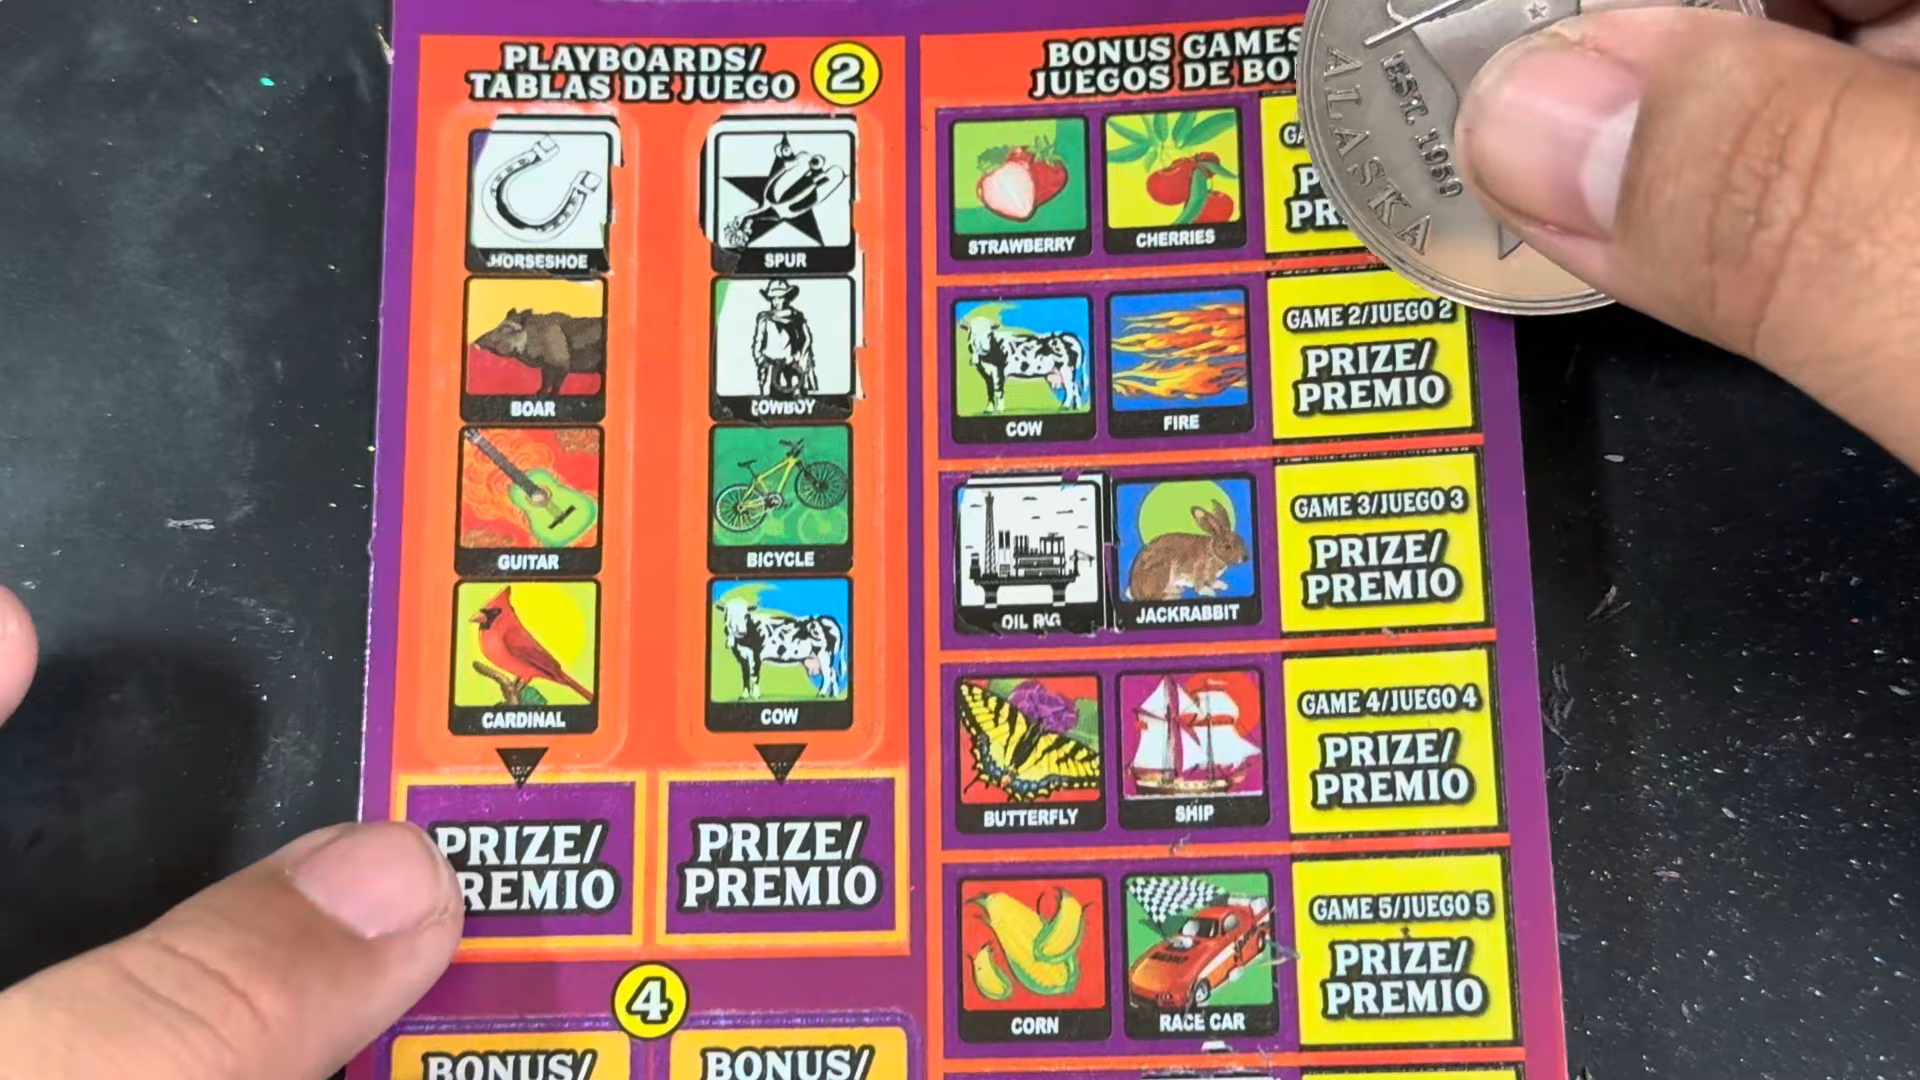 PLAYBOARDS/
TABLAS DE JUEGO
2
HORSESHOE
SPUR
BOAR
COWBOY
GUITAR
BICYCLE
CARDINAL
COW
PRIZE/
REMIO
PRIZE/
PREMIO
4
BONUS/
BONUS/
BONUS GAMES
JUEGOS DE BO
STRAWBERRY
CHERRIES
GA
P
PR
COW
FIRE
GAME 2/JUEGO 2
PRIZE/
PREMIO
OIL RIG
JACKRABBIT
GAME 3/JUEGO 3
PRIZE/
PREMIO
BUTTERFLY
SHIP
GAME 4/JUEGO 4
PRIZE/
PREMIO
CORN
RACE CAR
GAME 5/JUEGO 5
PRIZE/
PREMIO
ALASKA
EST. 1959